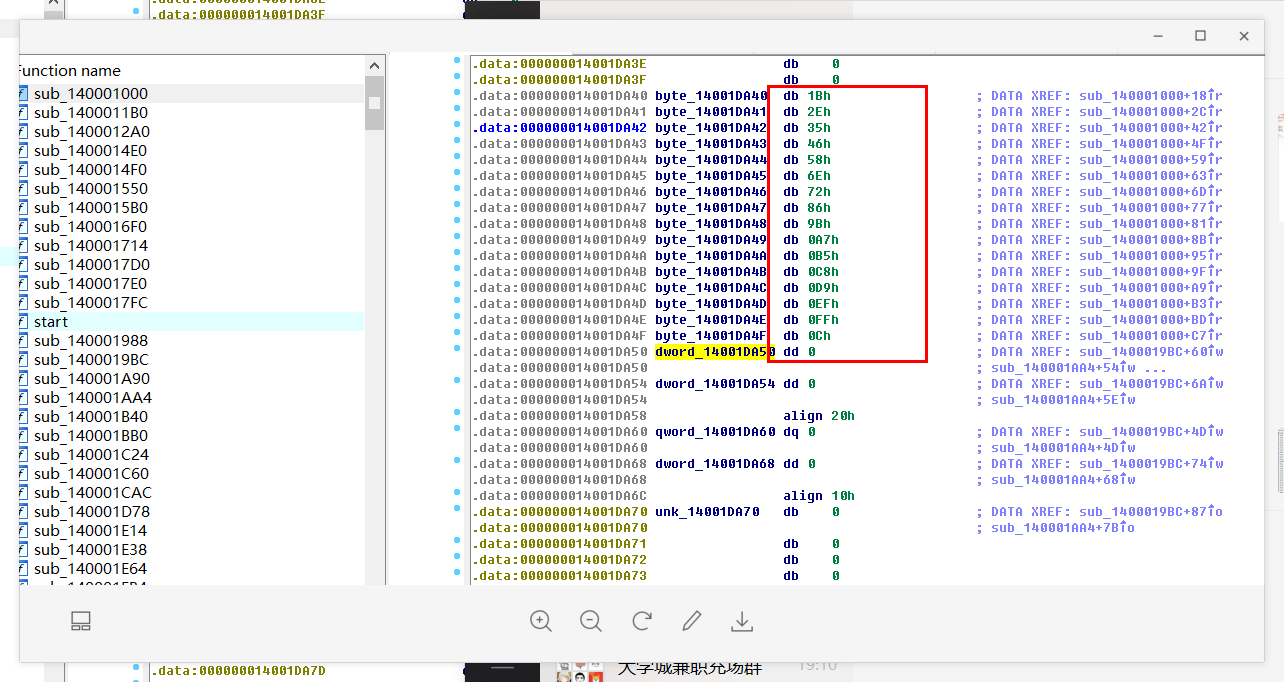 .data:000000014001DA3F
Function name
sub_140001000
sub_1400011B0
sub_1400012A0
sub_1400014E0
sub_1400014F0
sub_140001550
sub_1400015B0
sub_1400016F0
sub_140001714
sub_1400017D0
sub_1400017E0
sub_1400017FC
start
sub_140001988
sub_1400019BC
sub_140001A90
sub_140001AA4
sub_140001B40
sub_140001BB0
sub_140001C24
sub_140001C60
sub_140001CAC
sub_140001D78
sub_140001E14
sub_140001E38
sub_140001E64
.data:000000014001DA3E db 0
.data:000000014001DA3F db 0
.data:000000014001DA40 byte_14001DA40 db 1Bh ; DATA XREF: sub_140001000+18↑r
.data:000000014001DA41 byte_14001DA41 db 2Eh ; DATA XREF: sub_140001000+2C↑r
.data:000000014001DA42 byte_14001DA42 db 35h ; DATA XREF: sub_140001000+42↑r
.data:000000014001DA43 byte_14001DA43 db 46h ; DATA XREF: sub_140001000+4F↑r
.data:000000014001DA44 byte_14001DA44 db 58h ; DATA XREF: sub_140001000+59↑r
.data:000000014001DA45 byte_14001DA45 db 6Eh ; DATA XREF: sub_140001000+63↑r
.data:000000014001DA46 byte_14001DA46 db 72h ; DATA XREF: sub_140001000+6D↑r
.data:000000014001DA47 byte_14001DA47 db 86h ; DATA XREF: sub_140001000+77↑r
.data:000000014001DA48 byte_14001DA48 db 9Bh ; DATA XREF: sub_140001000+81↑r
.data:000000014001DA49 byte_14001DA49 db 0A7h ; DATA XREF: sub_140001000+8B↑r
.data:000000014001DA4A byte_14001DA4A db 0B5h ; DATA XREF: sub_140001000+95↑r
.data:000000014001DA4B byte_14001DA4B db 0C8h ; DATA XREF: sub_140001000+9F↑r
.data:000000014001DA4C byte_14001DA4C db 0D9h ; DATA XREF: sub_140001000+A9↑r
.data:000000014001DA4D byte_14001DA4D db 0EFh ; DATA XREF: sub_140001000+B3↑r
.data:000000014001DA4E byte_14001DA4E db 0FFh ; DATA XREF: sub_140001000+BD↑r
.data:000000014001DA4F byte_14001DA4F db 0Ch ; DATA XREF: sub_140001000+C7↑r
.data:000000014001DA50 dword_14001DA50 dd 0 ; DATA XREF: sub_1400019BC+60↑w
.data:000000014001DA50 ; sub_140001AA4+54↑w ...
.data:000000014001DA54 dword_14001DA54 dd 0 ; DATA XREF: sub_1400019BC+6A↑w
.data:000000014001DA54 ; sub_140001AA4+5E↑w
.data:000000014001DA58 align 20h
.data:000000014001DA60 qword_14001DA60 dq 0 ; DATA XREF: sub_1400019BC+4D↑w
.data:000000014001DA60 ; sub_140001AA4+4D↑w
.data:000000014001DA68 dword_14001DA68 dd 0 ; DATA XREF: sub_1400019BC+74↑w
.data:000000014001DA68 ; sub_140001AA4+68↑w
.data:000000014001DA6C align 10h
.data:000000014001DA70 unk_14001DA70 db 0 ; DATA XREF: sub_1400019BC+87↑o
.data:000000014001DA70 ; sub_140001AA4+7B↑o
.data:000000014001DA71 db 0
.data:000000014001DA72 db 0
.data:000000014001DA73 db 0
.data:000000014001DA7D
大学城兼职充场群 19:10